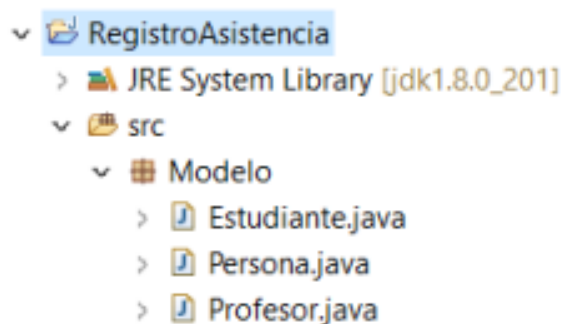 RegistroAsistencia
JRE System Library [jdk1.8.0_201]
src
Modelo
Estudiante.java
Persona.java
Profesor.java